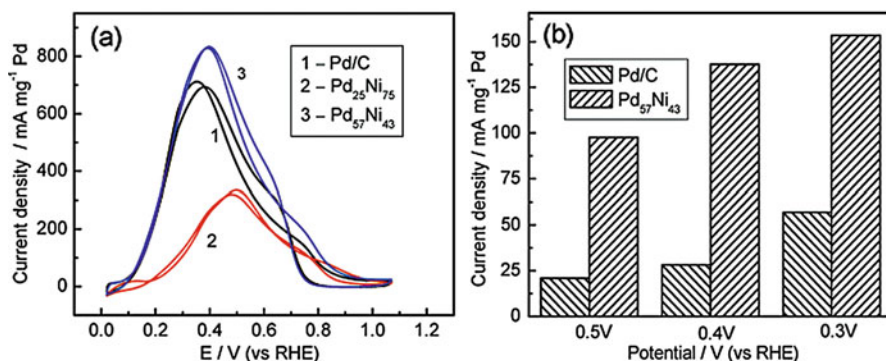 (a)
1 – Pd/C
2 – Pd25Ni75
3 – Pd57Ni43
3
1
2
800
600
400
200
0
0.0 0.2 0.4 0.6 0.8 1.0 1.2
E / V (vs RHE)
Current density / mA mg-1 Pd
(b)
Pd/C
Pd57Ni43
150
125
100
75
50
25
0
0.5V 0.4V 0.3V
Potential / V (vs RHE)
Current density / mA mg-1 Pd